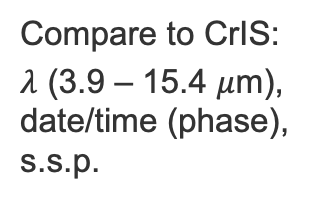 Compare to CrIS:
λ (3.9 – 15.4 μm),
date/time (phase),
s.s.p.